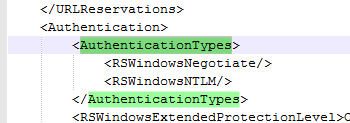 </URLReservations>
<Authentication>
<AuthenticationTypes>
<RSWindowsNegotiate/>
<RSWindowsNTLM/>
</AuthenticationTypes>
<RSWindowsExtendedProtectionLevel>